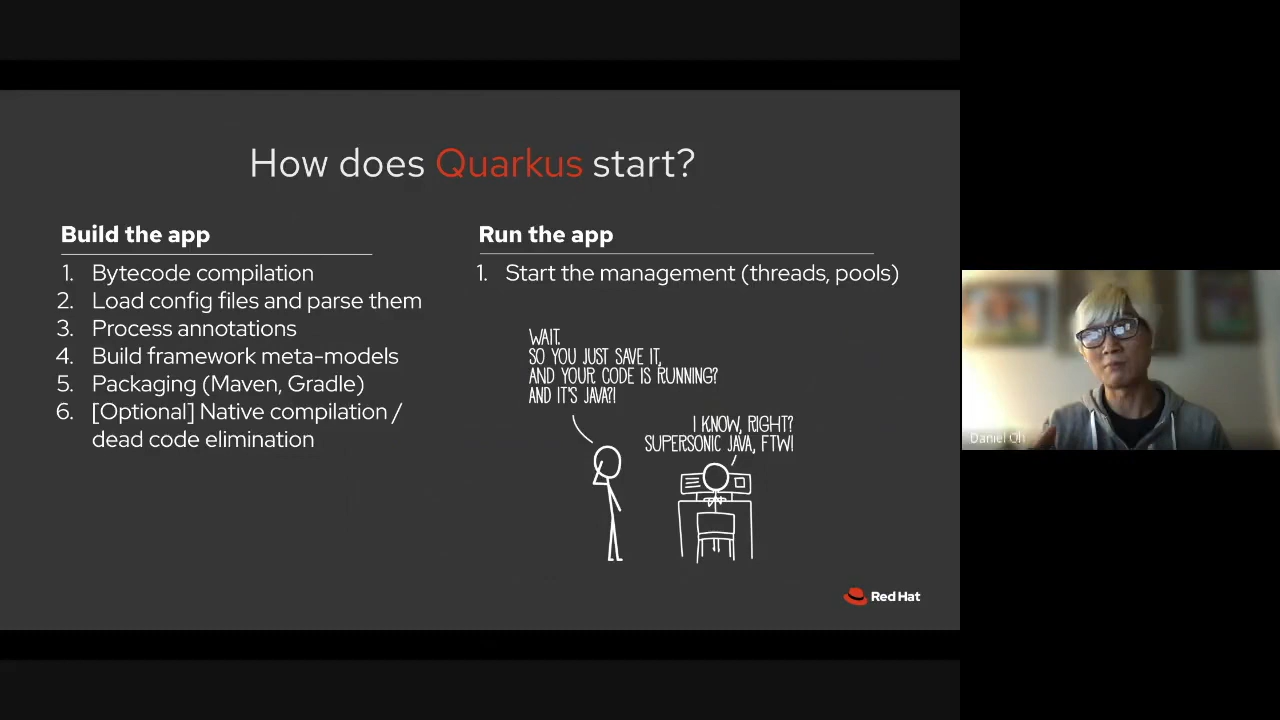 How does Quarkus start?
Build the app
1. Bytecode compilation
2. Load config files and parse them
3. Process annotations
4. Build framework meta-models
5. Packaging (Maven, Gradle)
6. [Optional] Native compilation /
dead code elimination
Run the app
1. Start the management (threads, pools)
WAIT.
SO YOU JUST SAVE IT,
AND YOUR CODE IS RUNNING?
AND IT'S JAVA?!
I KNOW, RIGHT?
SUPERSONIC JAVA, FTW!
Red Hat
Daniel Oh